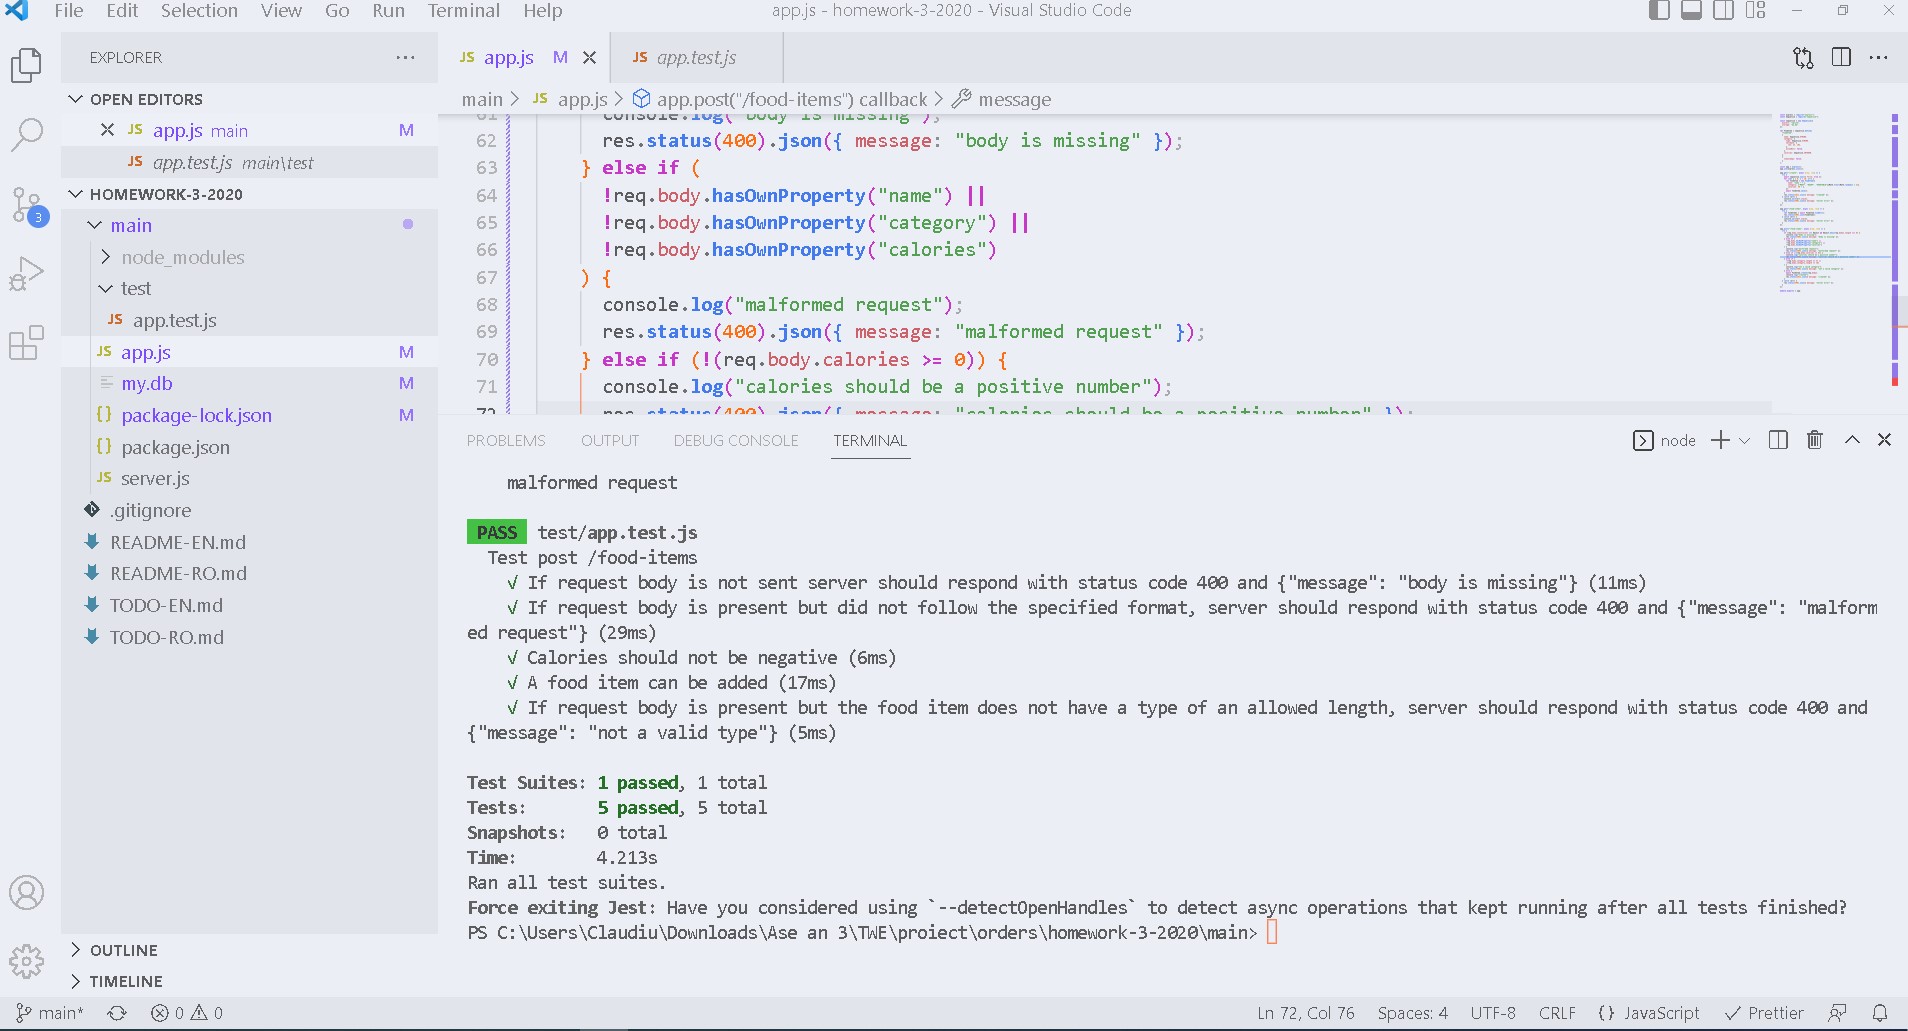 File Edit Selection View Go Run Terminal Help
app.js - homework-3-2020 - Visual Studio Code
EXPLORER
OPEN EDITORS
JS app.js main M
JS app.test.js main\test
HOMEWORK-3-2020
main
node_modules
test
JS app.test.js
JS app.js M
my.db M
{} package-lock.json M
{} package.json
JS server.js
.gitignore
README-EN.md
README-RO.md
TODO-EN.md
TODO-RO.md
OUTLINE
TIMELINE
3
JS app.js M
JS app.test.js
main > JS app.js > app.post("/food-items") callback > message
61 console.log("body is missing");
62 res.status(400).json({ message: "body is missing" });
63 } else if (
64 !req.body.hasOwnProperty("name") ||
65 !req.body.hasOwnProperty("category") ||
66 !req.body.hasOwnProperty("calories")
67 ) {
68 console.log("malformed request");
69 res.status(400).json({ message: "malformed request" });
70 } else if (!(req.body.calories >= 0)) {
71 console.log("calories should be a positive number");
72 res.status(400).json({ message: "calories should be a positive number" });
PROBLEMS OUTPUT DEBUG CONSOLE TERMINAL
node
malformed request
PASS test/app.test.js
Test post /food-items
√ If request body is not sent server should respond with status code 400 and {"message": "body is missing"} (11ms)
√ If request body is present but did not follow the specified format, server should respond with status code 400 and {"message": "malform
ed request"} (29ms)
√ Calories should not be negative (6ms)
√ A food item can be added (17ms)
√ If request body is present but the food item does not have a type of an allowed length, server should respond with status code 400 and
{"message": "not a valid type"} (5ms)
Test Suites: 1 passed, 1 total
Tests: 5 passed, 5 total
Snapshots: 0 total
Time: 4.213s
Ran all test suites.
Force exiting Jest: Have you considered using `--detectOpenHandles` to detect async operations that kept running after all tests finished?
PS C:\Users\Claudiu\Downloads\Ase an 3\TWE\proiect\orders\homework-3-2020\main>
main* 0 0
Ln 72, Col 76 Spaces: 4 UTF-8 CRLF {} JavaScript Prettier